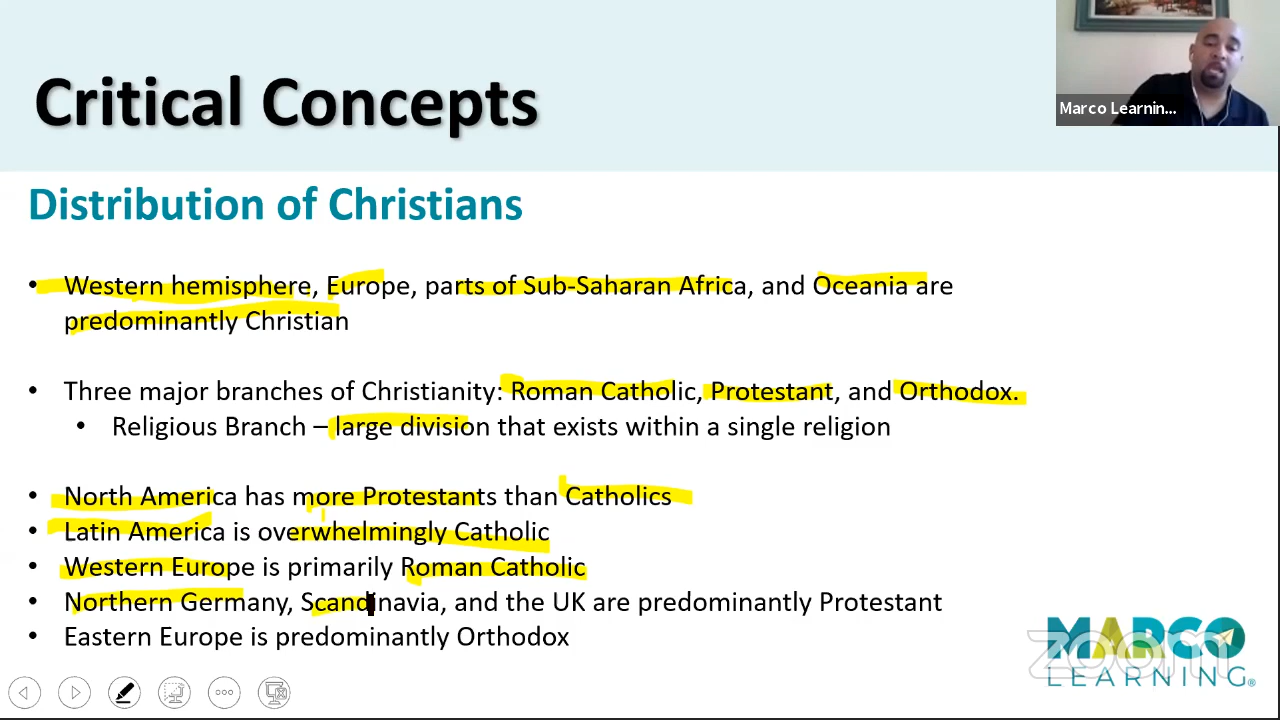 Marco Learnin...
Critical Concepts
Distribution of Christians
• Western hemisphere, Europe, parts of Sub-Saharan Africa, and Oceania are
predominantly Christian
• Three major branches of Christianity: Roman Catholic, Protestant, and Orthodox.
• Religious Branch – large division that exists within a single religion
• North America has more Protestants than Catholics
• Latin America is overwhelmingly Catholic
• Western Europe is primarily Roman Catholic
• Northern Germany, Scandinavia, and the UK are predominantly Protestant
• Eastern Europe is predominantly Orthodox
MARCO
zoom
LEARNING®